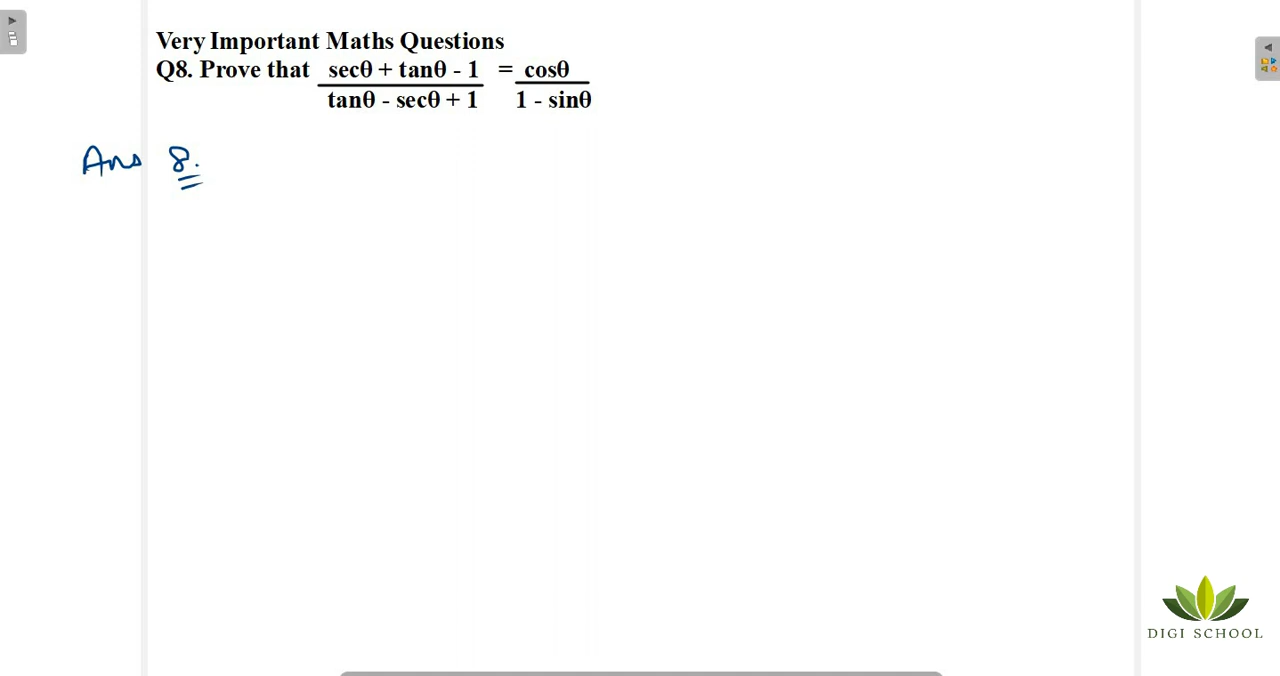 Very Important Maths Questions
Q8. Prove that secθ + tanθ - 1 = cosθ
tanθ - secθ + 1 1 - sinθ
Ans 8.
DIGI SCHOOL